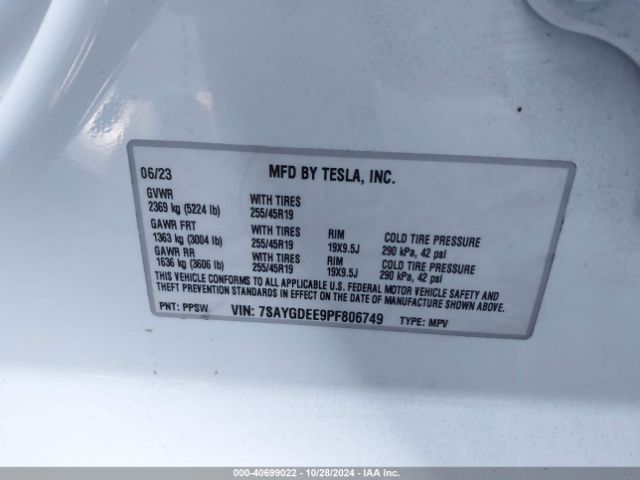 06/23 MFD BY TESLA, INC.
GVWR WITH TIRES
2369 kg (5224 lb) 255/45R19
GAWR FRT WITH TIRES RIM COLD TIRE PRESSURE
1363 kg (3004 lb) 255/45R19 19X9.5J 290 kPa, 42 psi
GAWR RR WITH TIRES RIM COLD TIRE PRESSURE
1636 kg (3606 lb) 255/45R19 19X9.5J 290 kPa, 42 psi
THIS VEHICLE CONFORMS TO ALL APPLICABLE U.S. FEDERAL MOTOR VEHICLE SAFETY AND
THEFT PREVENTION STANDARDS IN EFFECT ON THE DATE OF MANUFACTURE SHOWN ABOVE.
PNT: PPSW VIN: 7SAYGDEE9PF806749 TYPE: MPV
000-40699022 - 10/28/2024 - IAA Inc.